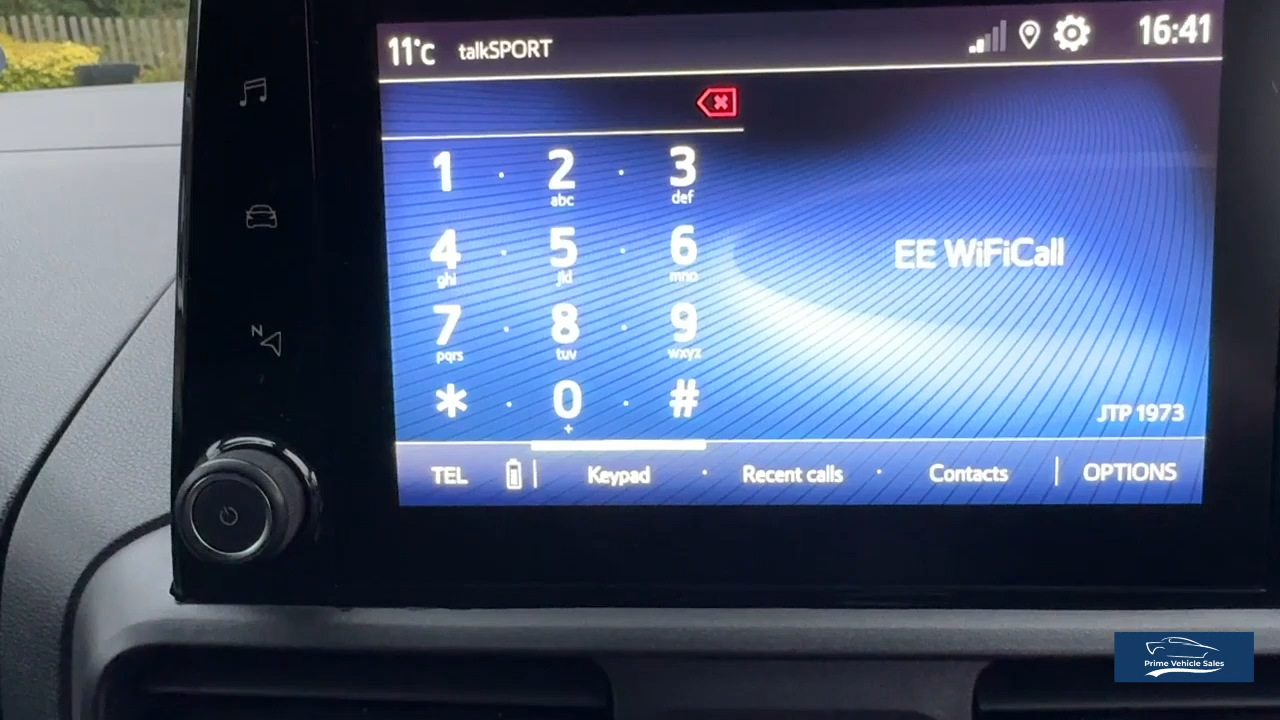 11°c talkSPORT 16:41
1 · 2 · 3
abc def
4 · 5 · 6
ghi jkl mno
EE WiFiCall
7 · 8 · 9
pqrs tuv wxyz
* · 0 · #
+
JTP 1973
TEL | Keypad · Recent calls · Contacts | OPTIONS
N
Prime Vehicle Sales